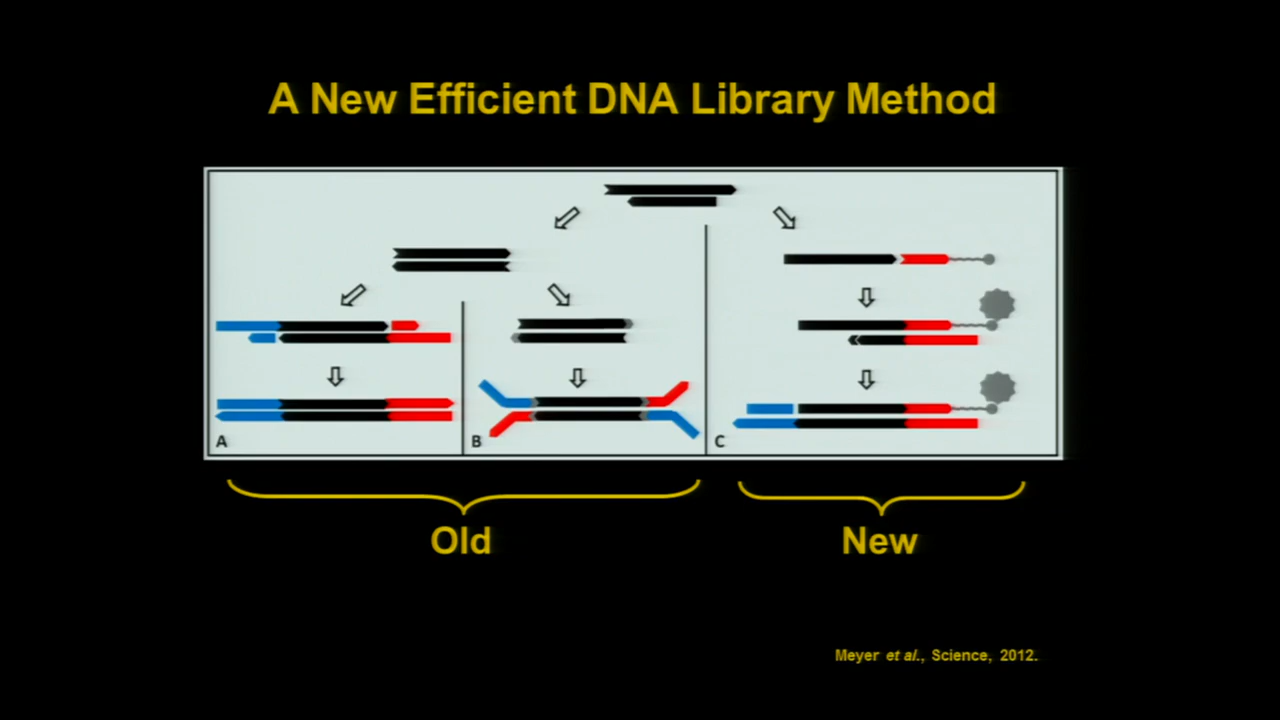 A New Efficient DNA Library Method
A
B
C
Old
New
Meyer et al., Science, 2012.